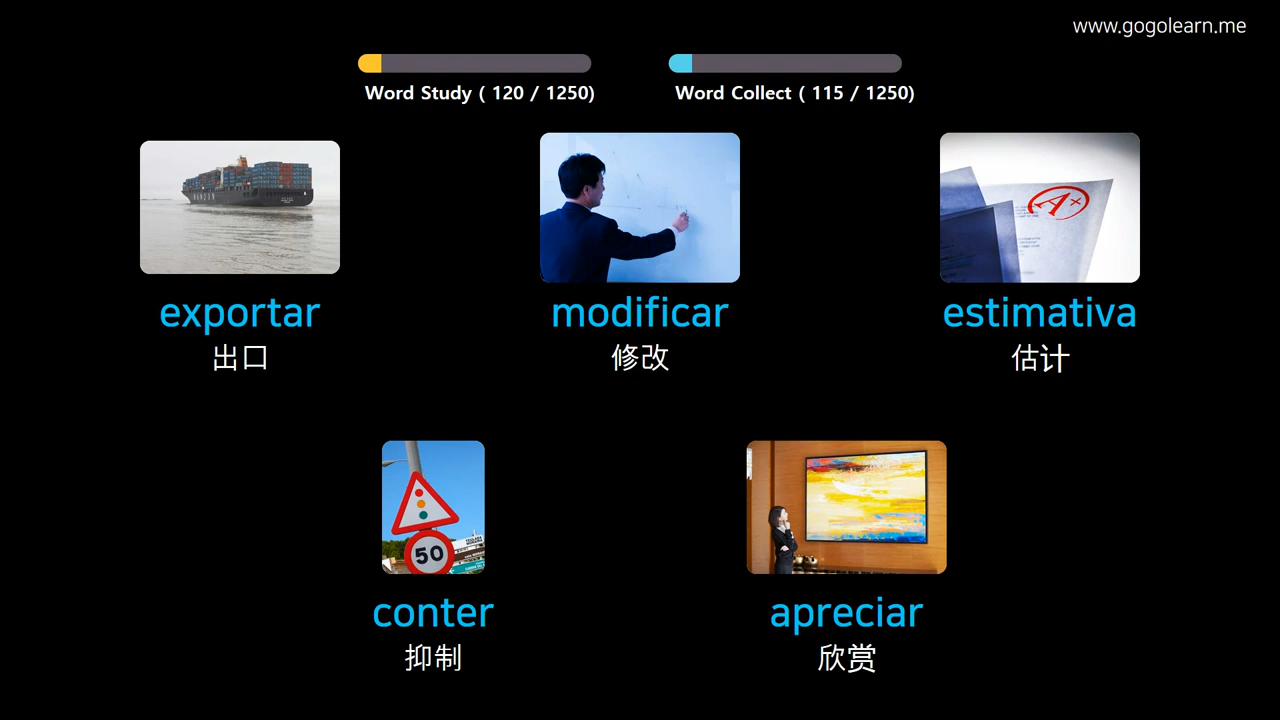 www.gogolearn.me
Word Study ( 120 / 1250)
Word Collect ( 115 / 1250)
A+
exportar
出口
modificar
修改
estimativa
估计
50
conter
抑制
apreciar
欣赏